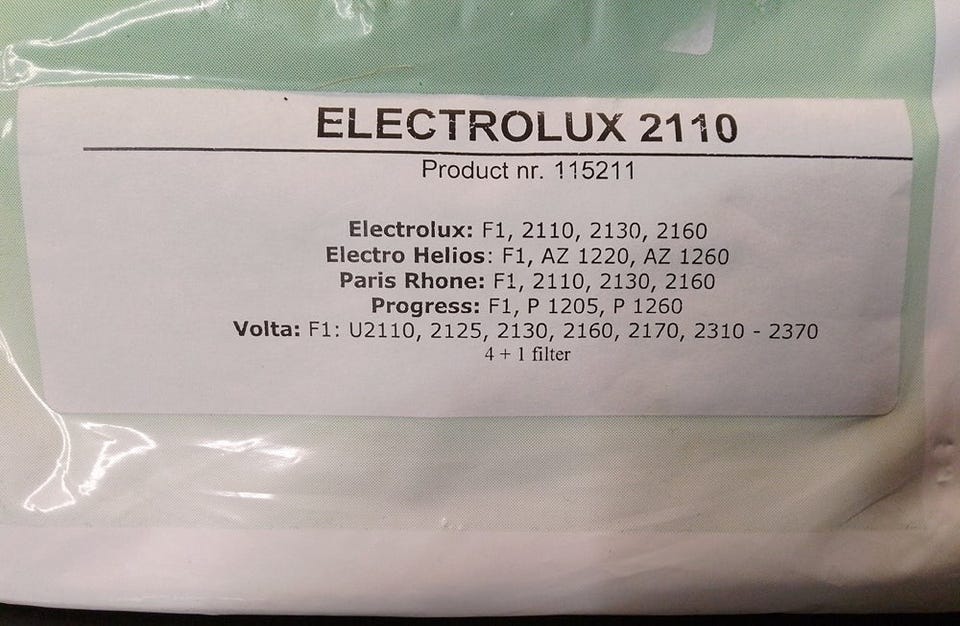 ELECTROLUX 2110
Product nr. 115211
Electrolux: F1, 2110, 2130, 2160
Electro Helios: F1, AZ 1220, AZ 1260
Paris Rhone: F1, 2110, 2130, 2160
Progress: F1, P 1205, P 1260
Volta: F1: U2110, 2125, 2130, 2160, 2170, 2310 - 2370
4 + 1 filter